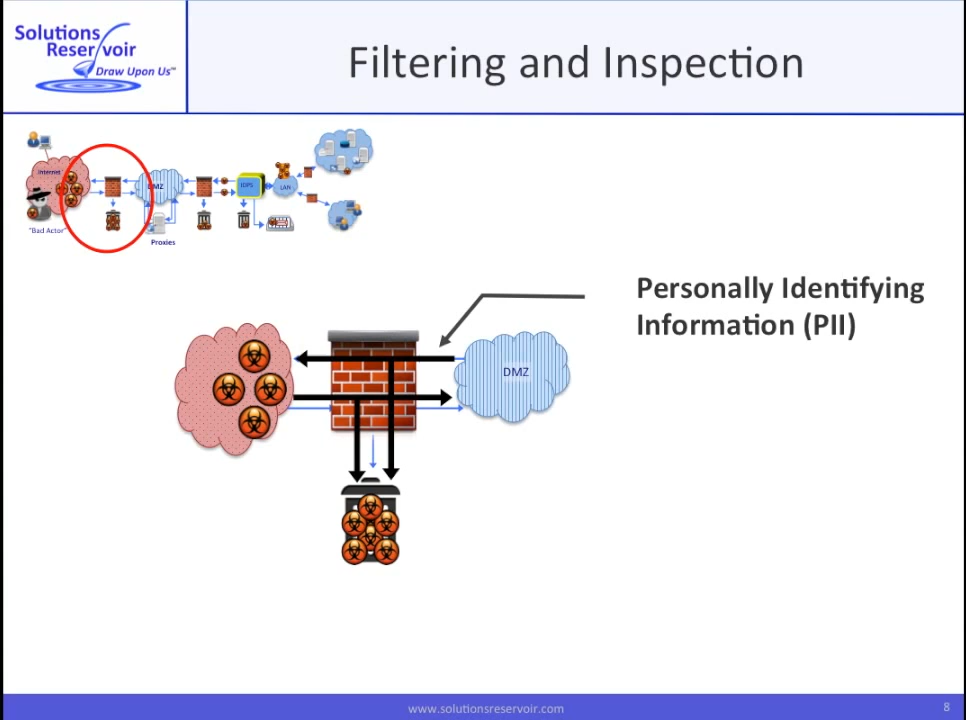 Solutions
Reservoir
Draw Upon Us℠
Filtering and Inspection
Internet
DMZ
IDPS
LAN
"Bad Actor"
Proxies
Personally Identifying
Information (PII)
DMZ
www.solutionsreservoir.com
8